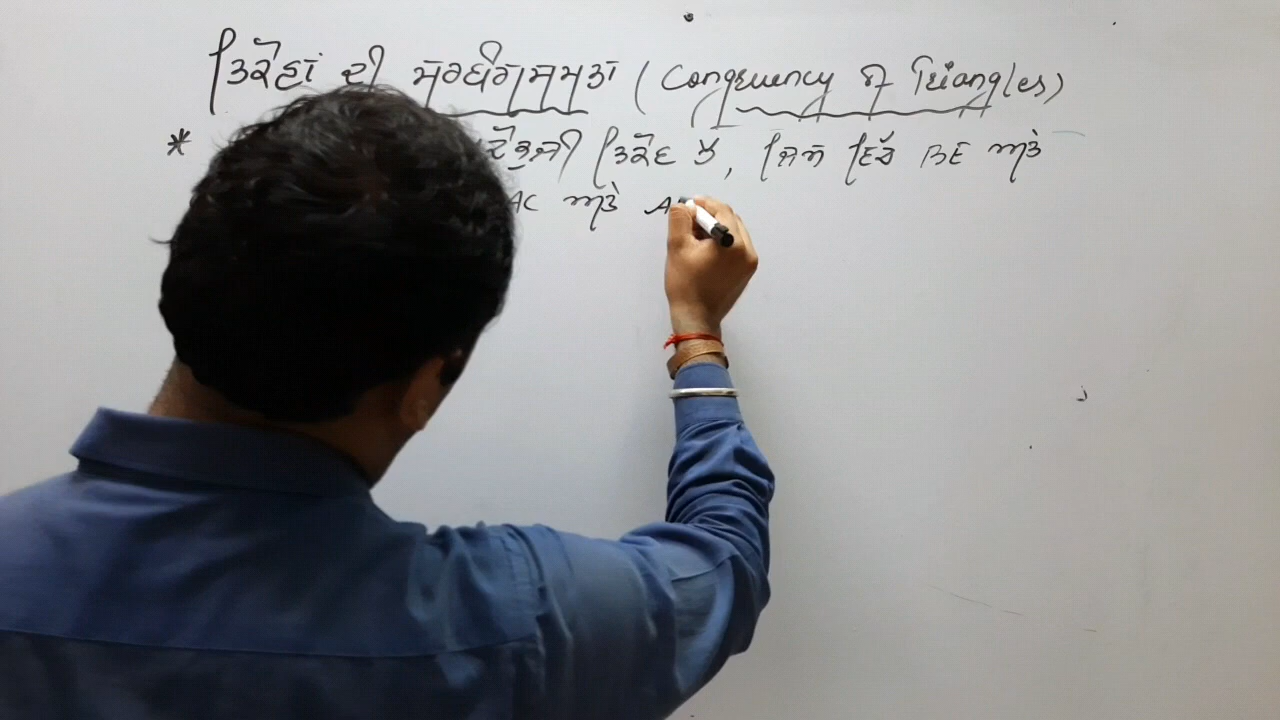 ਤਿਕੋਣਾਂ ਦੀ ਸਰਬੰਗਸਮਤਾ (Congruency of Triangles)
* ਦੋਭੁਜੀ ਤਿਕੋਣ ਹੈ, ਜਿਸ ਵਿੱਚ BE ਅਤੇ
AC ਅਤੇ A